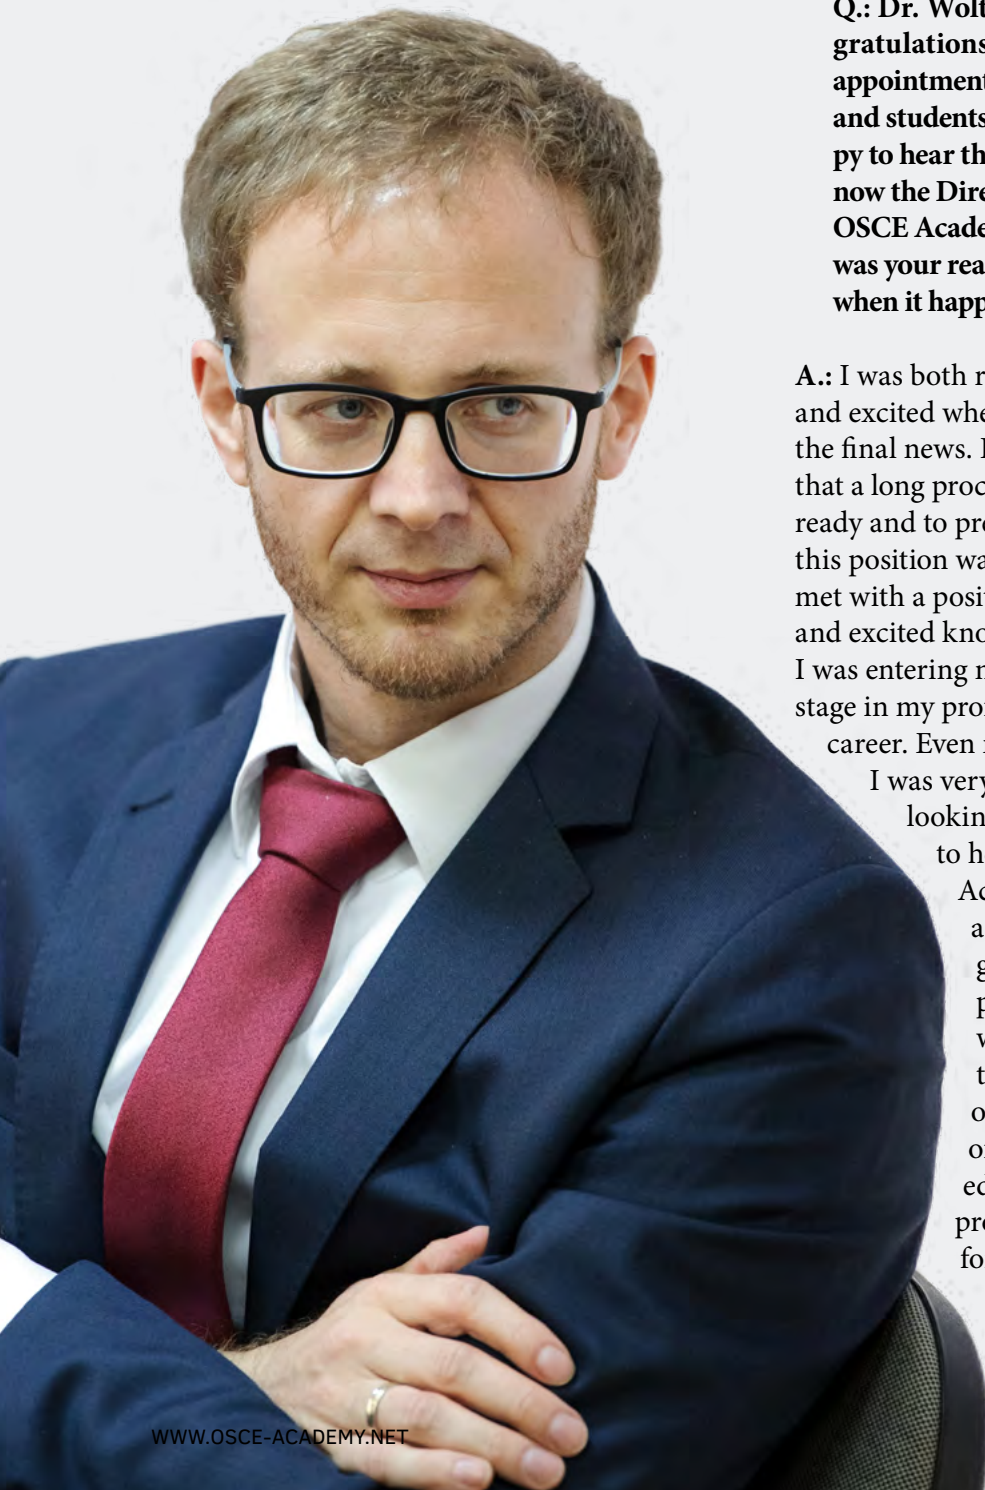 Q.: Dr. Wolt
gratulations
appointment
and students
py to hear th
now the Dire
OSCE Acade
was your rea
when it happ
A.: I was both r
and excited whe
the final news. I
that a long proc
ready and to pre
this position wa
met with a posit
and excited kno
I was entering n
stage in my prof
career. Even
I was very
lookin
to h
Ac
a
g
p
w
t
o
of
ed
pro
fo
WWW.OSCE-ACADEMY.NET